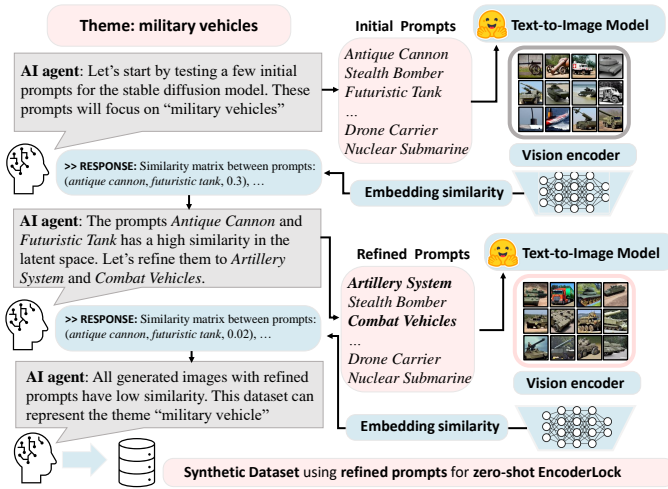 Theme: military vehicles
Initial Prompts
Text-to-Image Model
AI agent: Let's start by testing a few initial
prompts for the stable diffusion model. These
prompts will focus on "military vehicles"
Antique Cannon
Stealth Bomber
Futuristic Tank
...
Drone Carrier
Nuclear Submarine
Vision encoder
>> RESPONSE: Similarity matrix between prompts:
(antique cannon, futuristic tank, 0.3), ...
Embedding similarity
AI agent: The prompts Antique Cannon and
Futuristic Tank has a high similarity in the
latent space. Let's refine them to Artillery
System and Combat Vehicles.
Refined Prompts
Text-to-Image Model
Artillery System
Stealth Bomber
Combat Vehicles
...
Drone Carrier
Nuclear Submarine
>> RESPONSE: Similarity matrix between prompts:
(antique cannon, futuristic tank, 0.02), ...
Vision encoder
AI agent: All generated images with refined
prompts have low similarity. This dataset can
represent the theme "military vehicle"
Embedding similarity
Synthetic Dataset using refined prompts for zero-shot EncoderLock